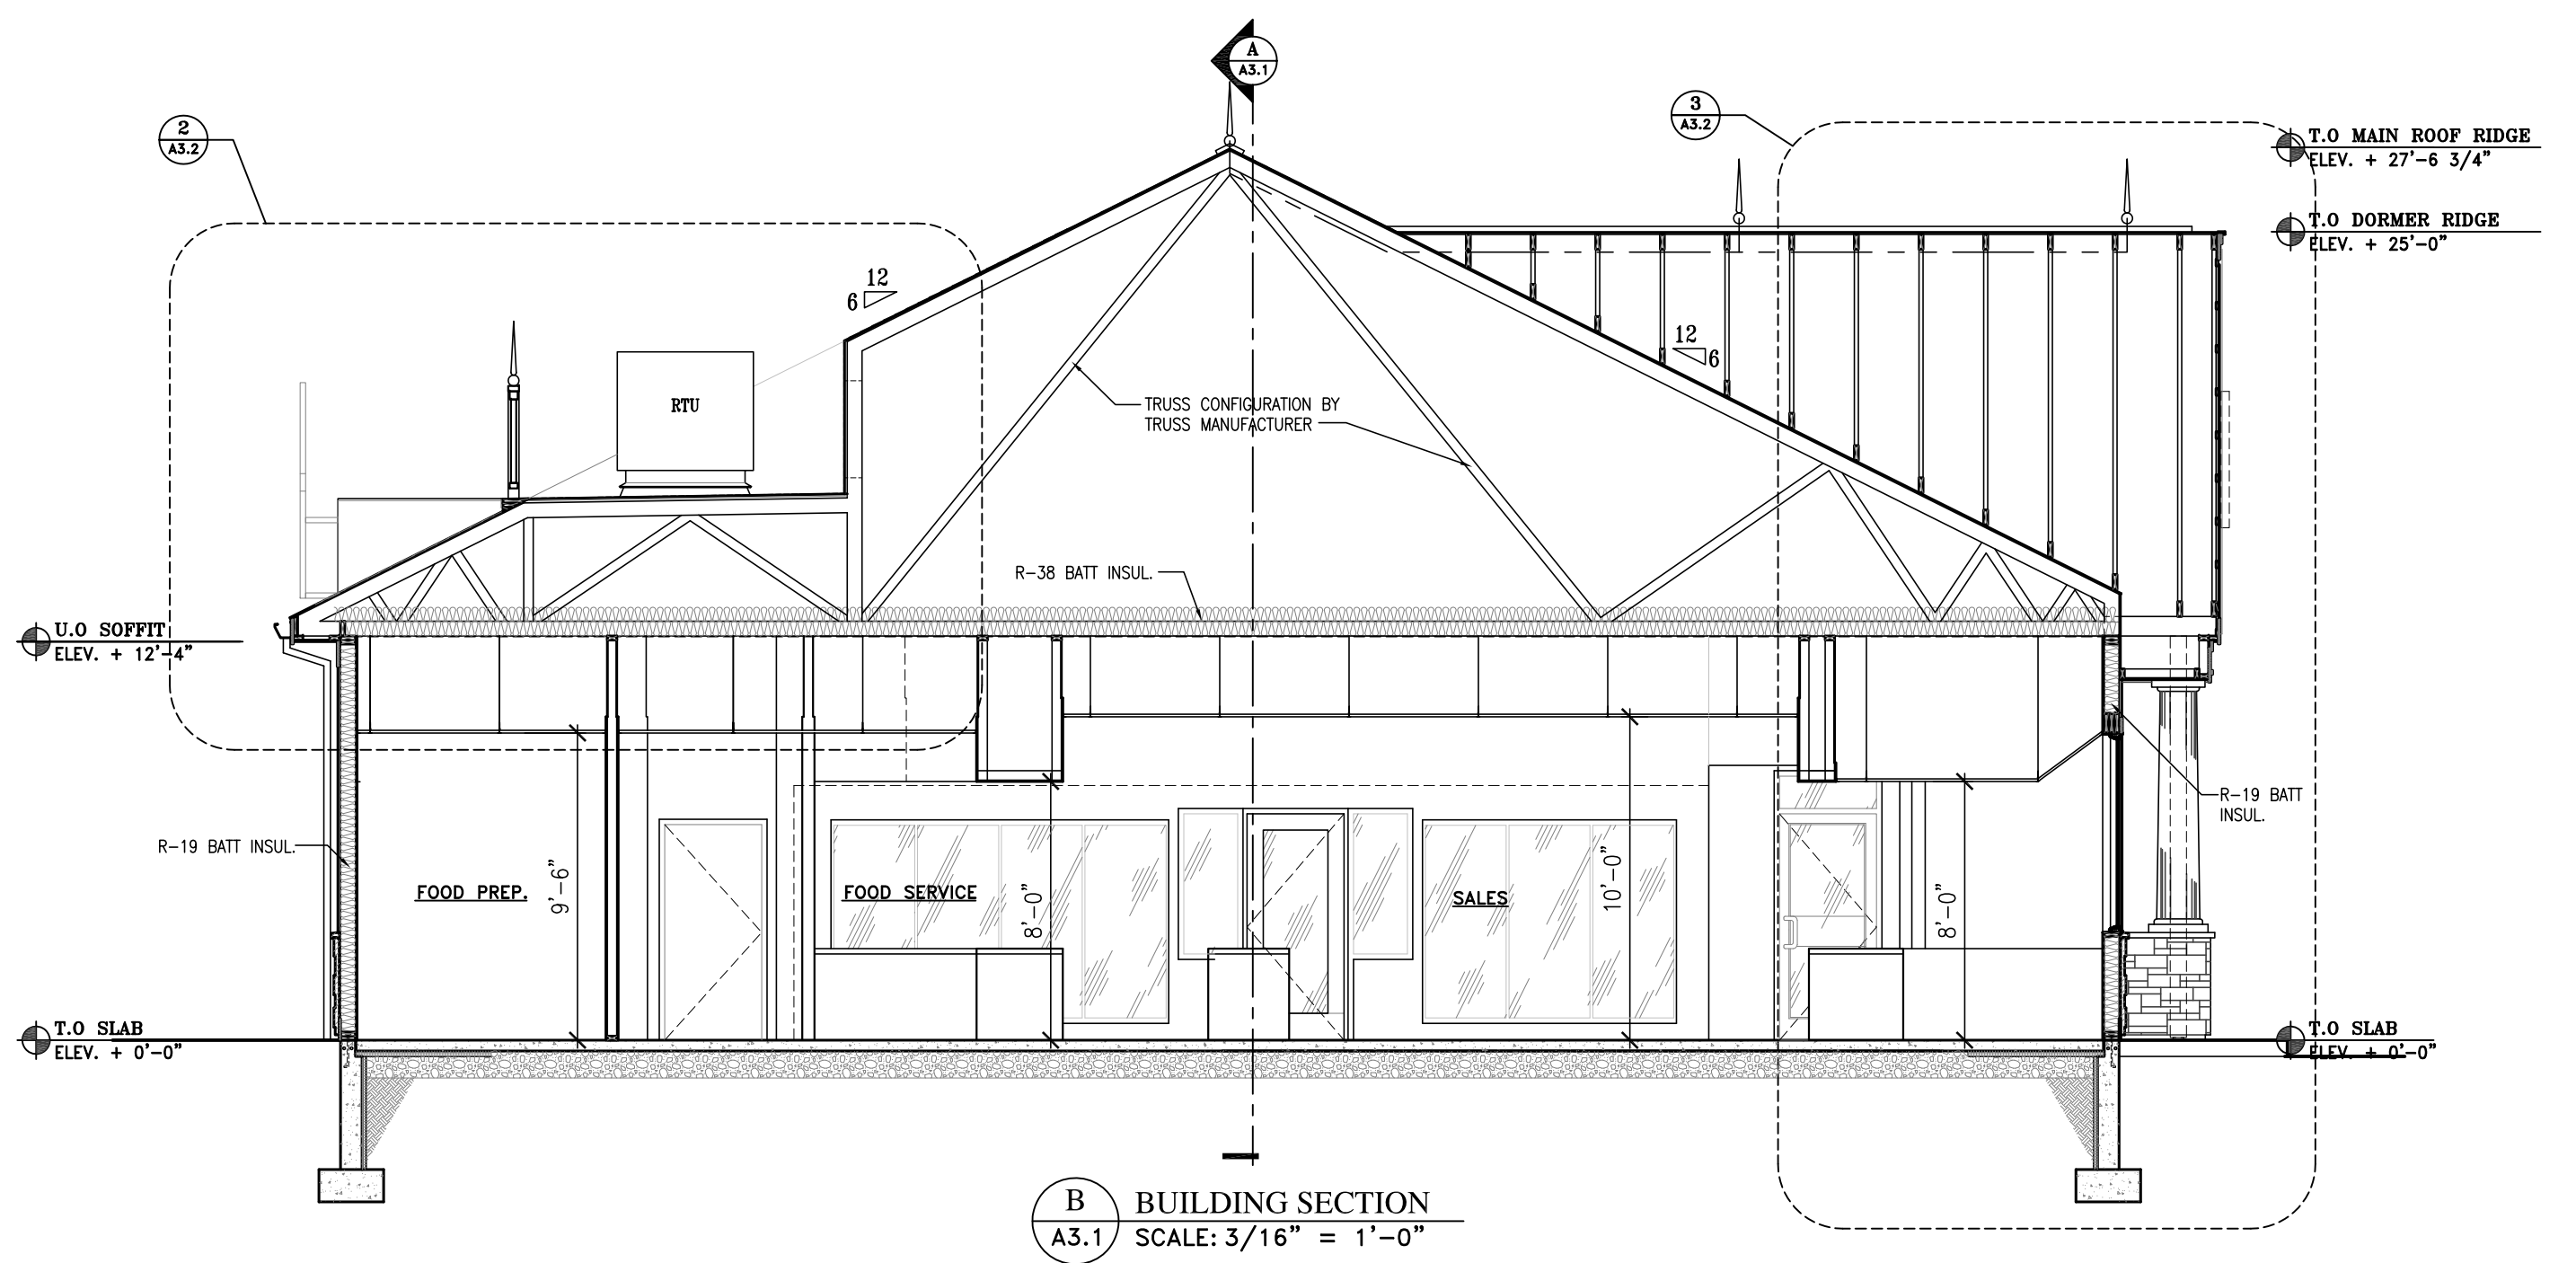 A
A3.1
2
A3.2
3
A3.2
T.O MAIN ROOF RIDGE
ELEV. + 27'-6 3/4"
T.O DORMER RIDGE
ELEV. + 25'-0"
12
6
12
6
RTU
TRUSS CONFIGURATION BY
TRUSS MANUFACTURER
R-38 BATT INSUL.
U.O SOFFIT
ELEV. + 12'-4"
R-19 BATT
INSUL.
R-19 BATT INSUL.
FOOD PREP.
9'-6"
FOOD SERVICE
8'-0"
SALES
10'-0"
8'-0"
T.O SLAB
ELEV. + 0'-0"
T.O SLAB
ELEV. + 0'-0"
B
A3.1
BUILDING SECTION
SCALE: 3/16" = 1'-0"